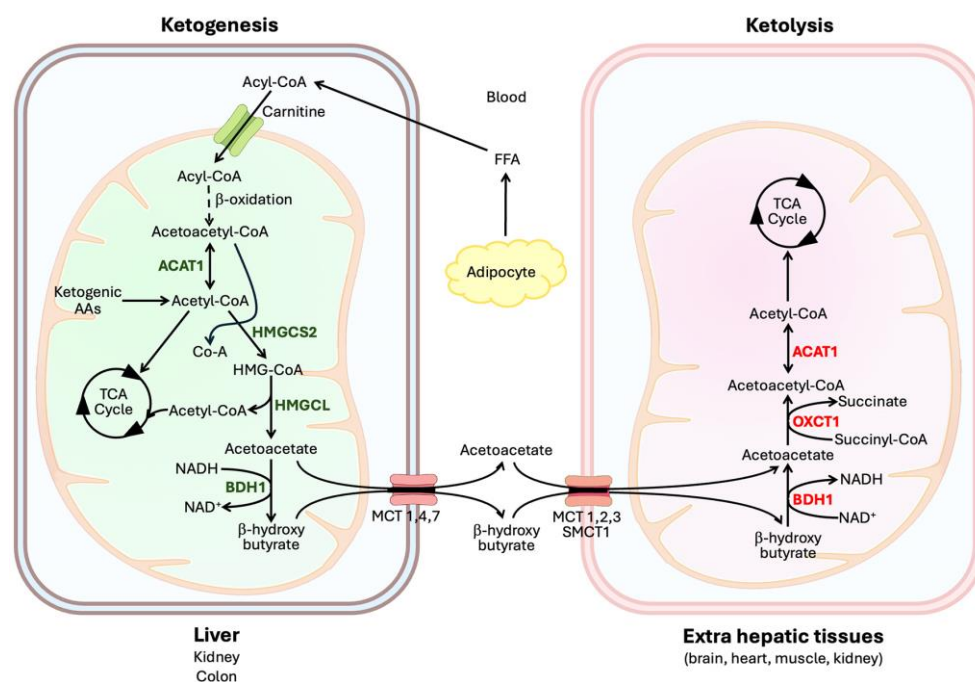 Ketogenesis
Ketolysis
Acyl-CoA
Carnitine
Blood
Acyl-CoA
FFA
β-oxidation
Acetoacetyl-CoA
ACAT1
Ketogenic
AAs
Acetyl-CoA
Adipocyte
HMGCS2
Co-A
HMG-CoA
TCA
Cycle
Acetyl-CoA
HMGCL
Acetoacetate
NADH
BDH1
NAD⁺
β-hydroxy
butyrate
MCT 1,4,7
Acetoacetate
β-hydroxy
butyrate
MCT 1,2,3
SMCT1
TCA
Cycle
Acetyl-CoA
ACAT1
Acetoacetyl-CoA
Succinate
OXCT1
Succinyl-CoA
Acetoacetate
NADH
BDH1
NAD⁺
β-hydroxy
butyrate
Liver
Kidney
Colon
Extra hepatic tissues
(brain, heart, muscle, kidney)